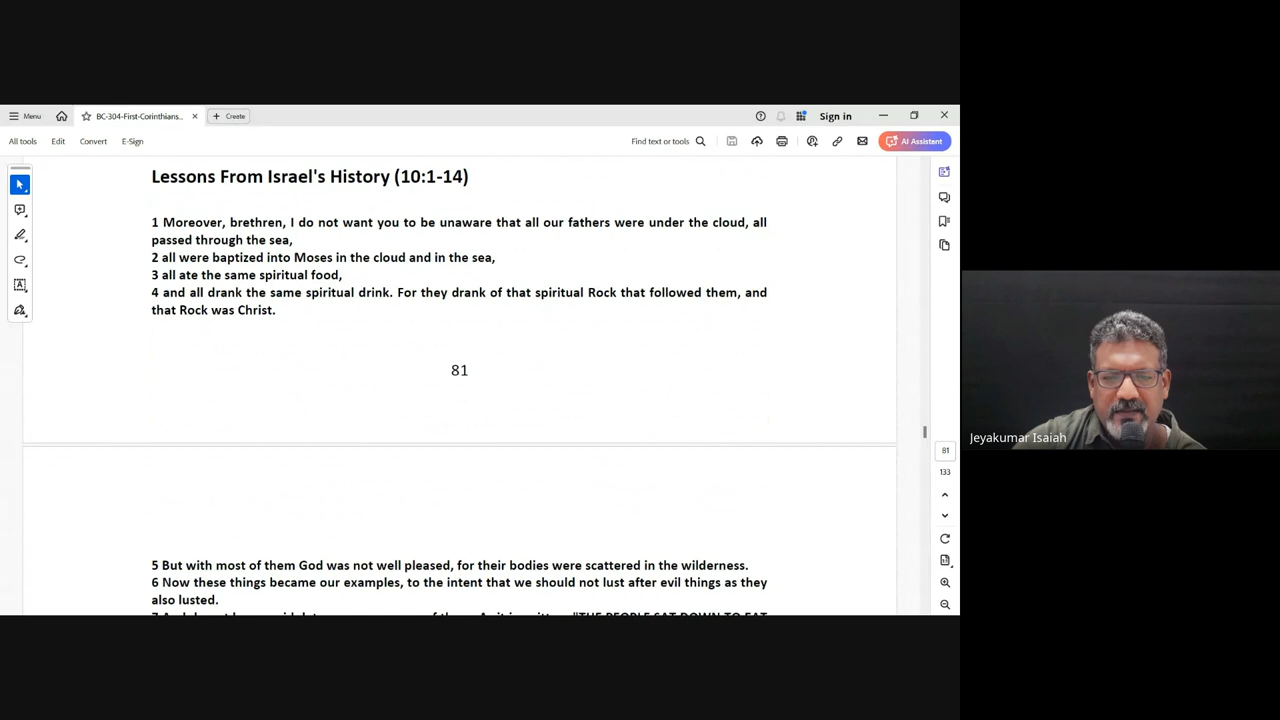 Menu
BC-304-First-Corinthians...
Create
Sign in
All tools
Edit
Convert
E-Sign
Find text or tools
AI Assistant
Lessons From Israel's History (10:1-14)
1 Moreover, brethren, I do not want you to be unaware that all our fathers were under the cloud, all
passed through the sea,
2 all were baptized into Moses in the cloud and in the sea,
3 all ate the same spiritual food,
4 and all drank the same spiritual drink. For they drank of that spiritual Rock that followed them, and
that Rock was Christ.
81
5 But with most of them God was not well pleased, for their bodies were scattered in the wilderness.
6 Now these things became our examples, to the intent that we should not lust after evil things as they
also lusted.
"THE PEOPLE SAT DOWN TO EAT
81
133
Jeyakumar Isaiah